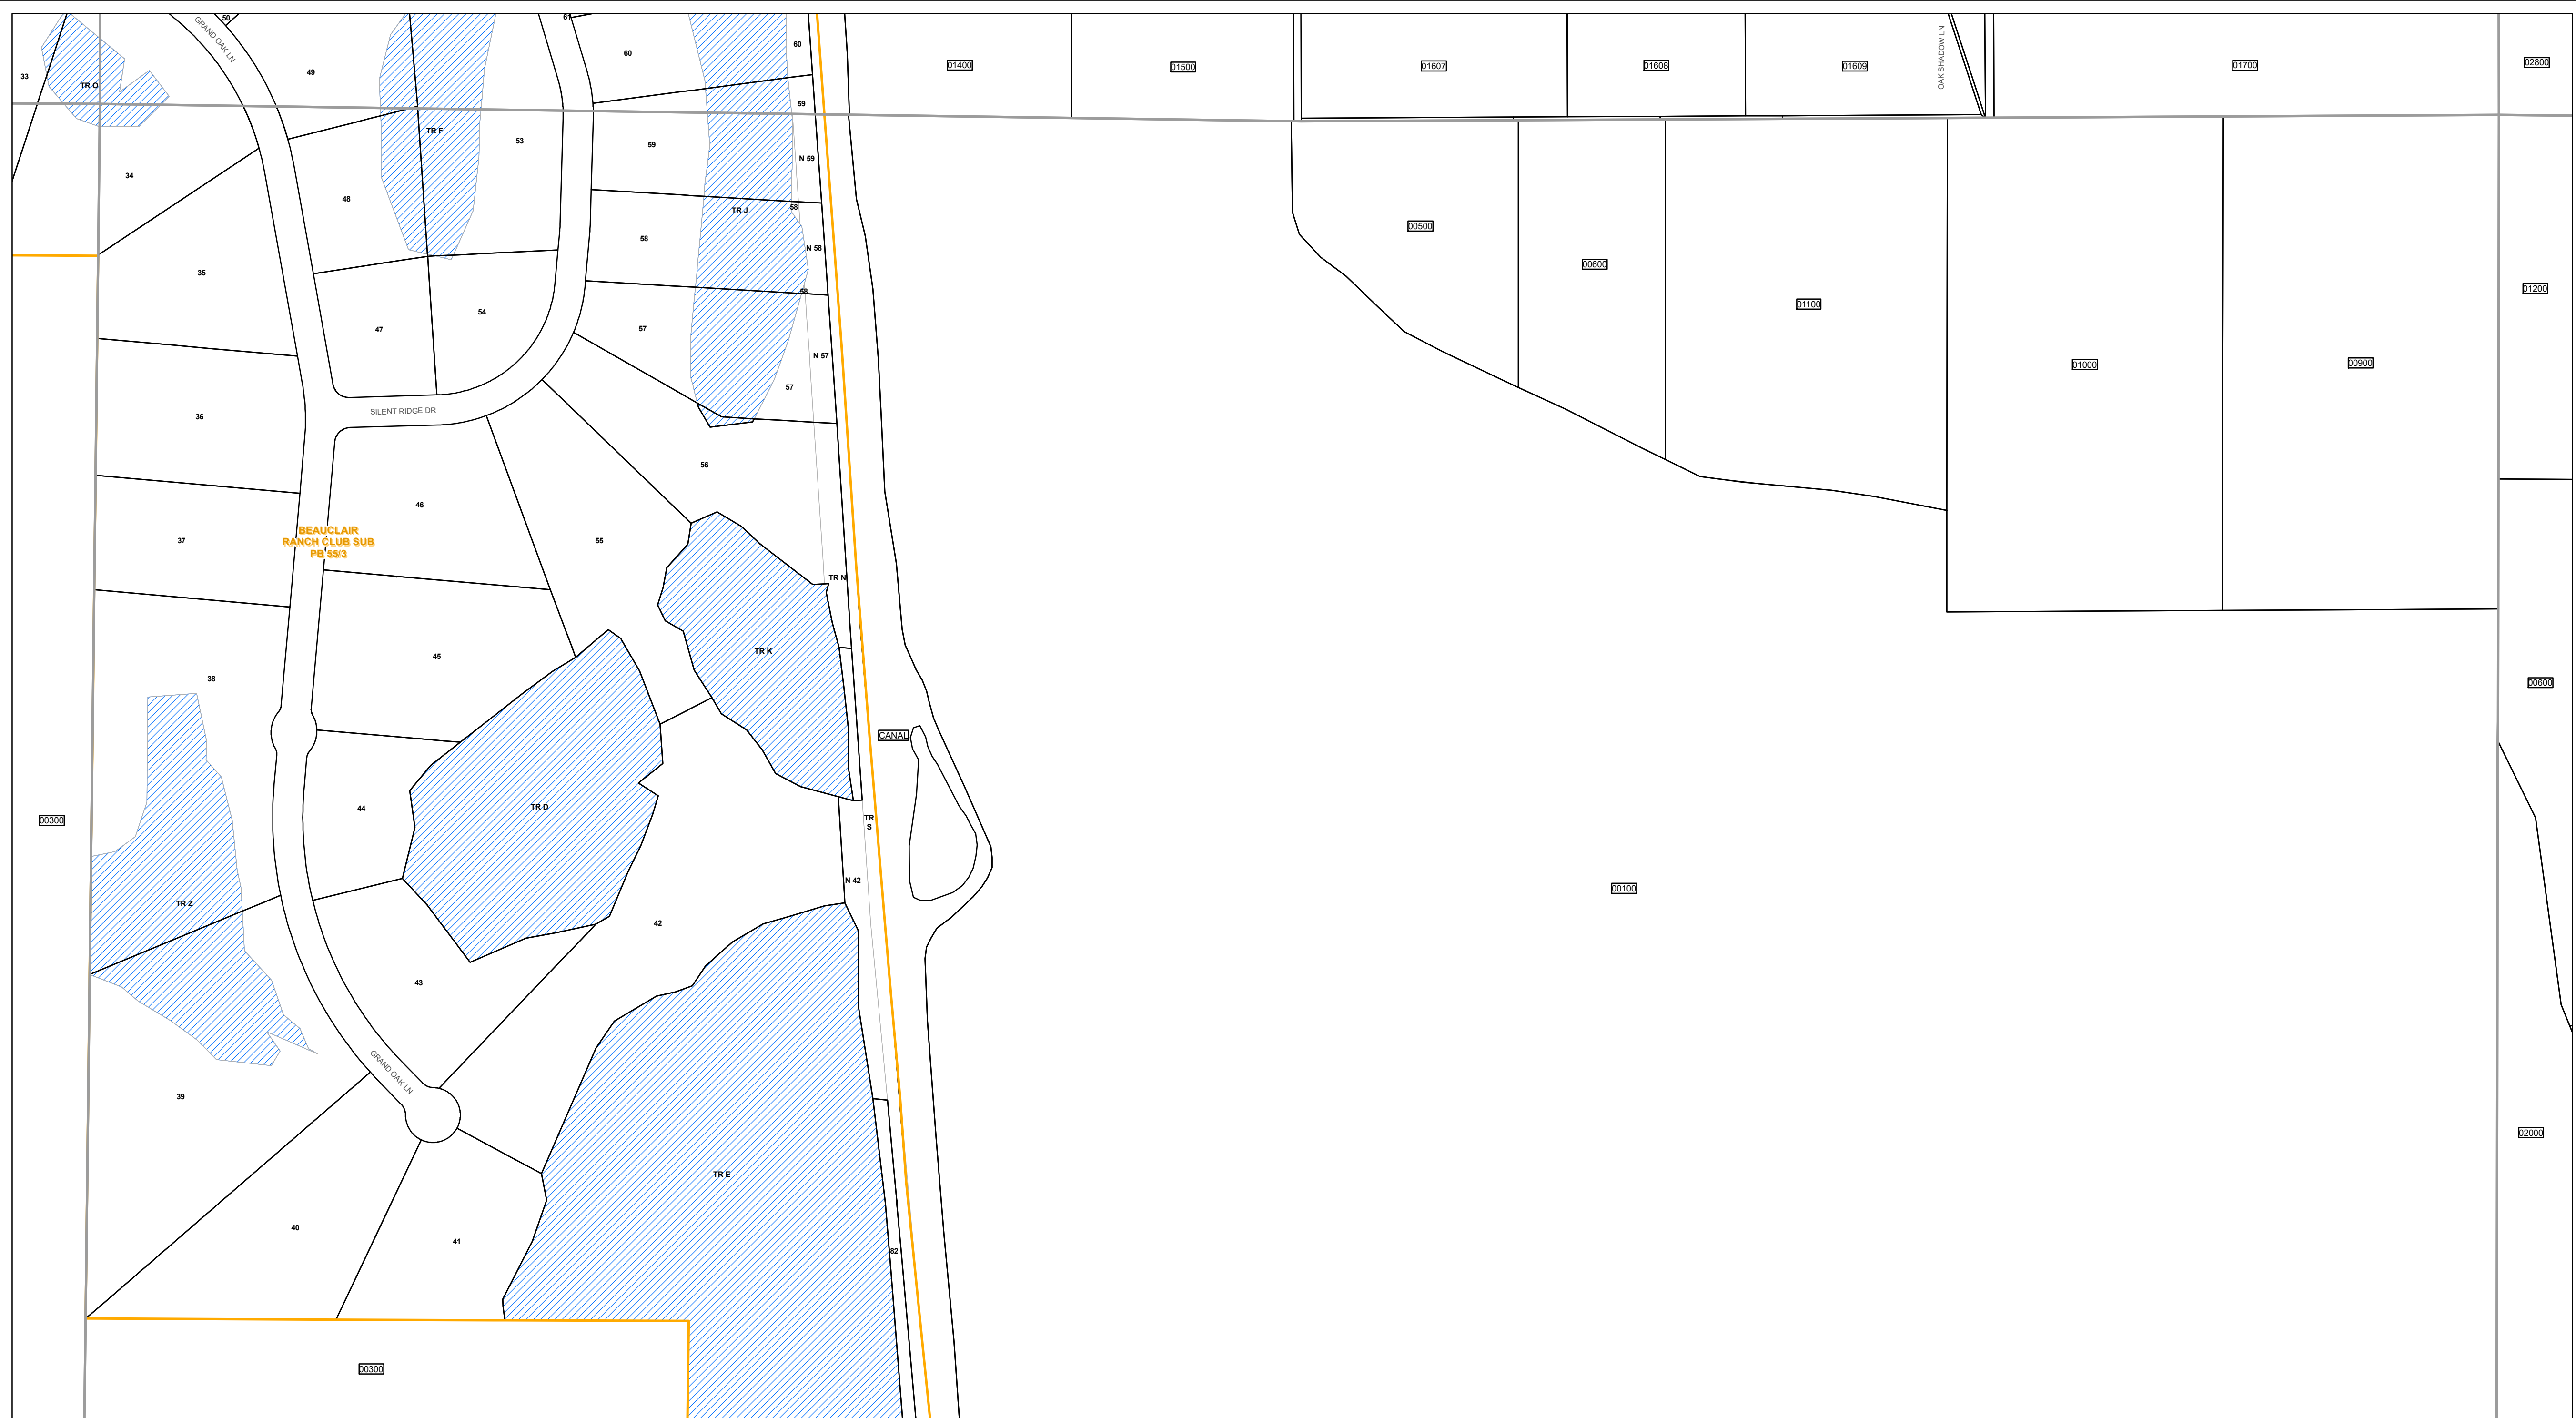 50
61
GRAND OAK LN
60
60
01400
01500
01607
01608
01609
OAK SHADOW LN
01700
02800
33
49
TR O
59
TR F
53
59
N 59
34
48
TR J
58
58
N 58
00500
00600
01100
01200
35
47
54
57
58
N 57
57
01000
00900
36
SILENT RIDGE DR
56
46
55
37
BEAUCLAIR
RANCH CLUB SUB
PB 55/3
TR N
45
TR K
38
00600
CANAL
44
TR D
TR
S
00300
N 42
00100
TR Z
42
43
GRAND OAK LN
39
02000
TR E
40
41
82
00300